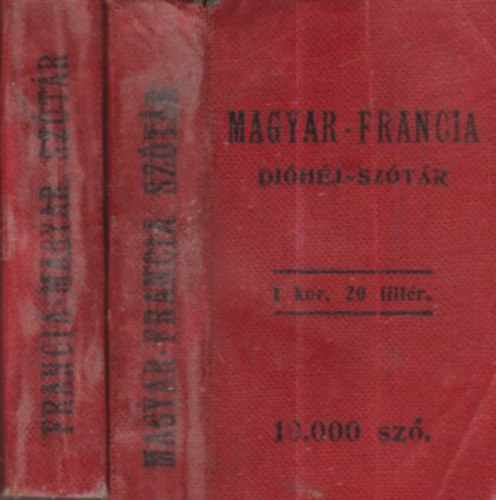 FRANCIA-MAGYAR SZÓTÁR
MAGYAR-FRANCIA SZÓTÁR
MAGYAR-FRANCIA
DIÓHÉJ-SZÓTÁR
1 kor. 20 fillér.
10.000 szó.